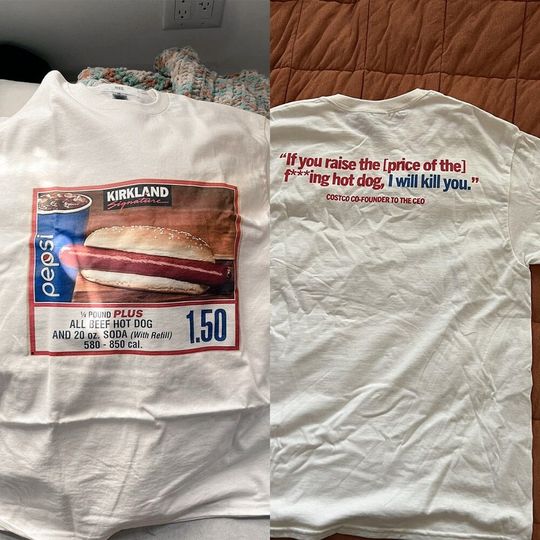 KIRKLAND
Signature
pepsi
¼ POUND PLUS
ALL BEEF HOT DOG
AND 20 oz. SODA (With Refill)
580 - 850 cal.
1.50
“If you raise the [price of the]
f***ing hot dog, I will kill you.”
COSTCO CO-FOUNDER TO THE CEO